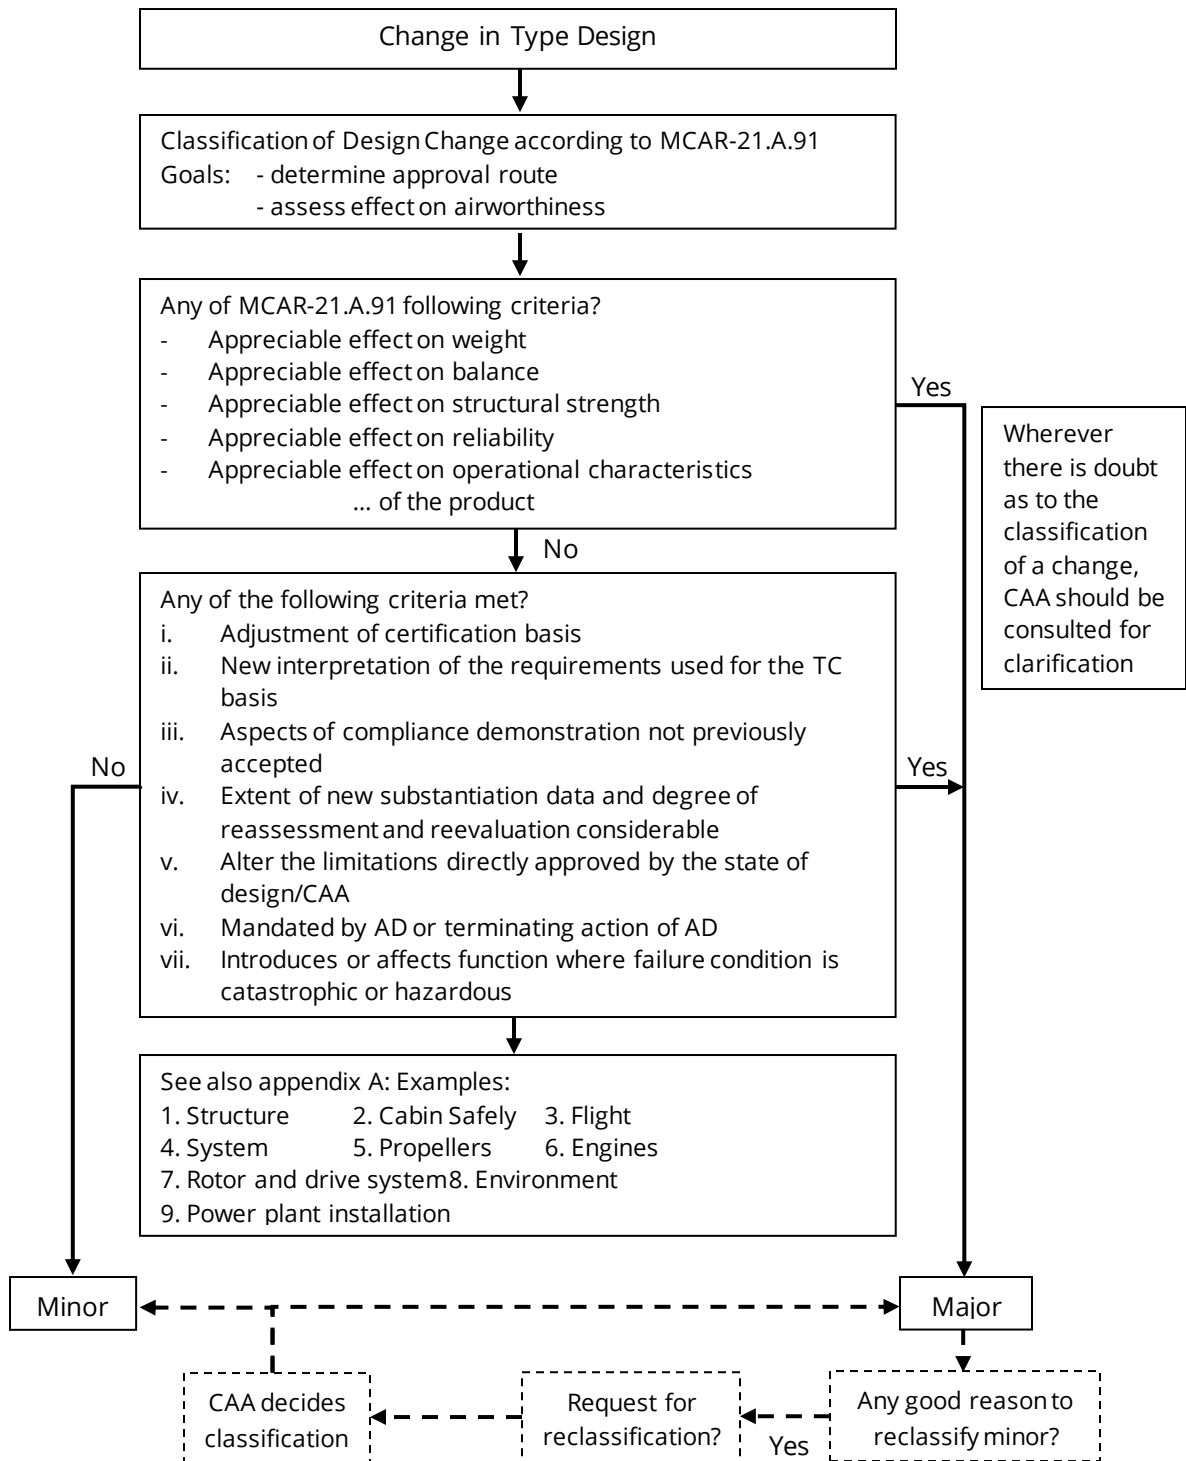 Change in Type Design
Classification of Design Change according to MCAR-21.A.91
Goals: - determine approval route
- assess effect on airworthiness
Any of MCAR-21.A.91 following criteria?
- Appreciable effect on weight
- Appreciable effect on balance
- Appreciable effect on structural strength
- Appreciable effect on reliability
- Appreciable effect on operational characteristics
... of the product
Yes
Wherever
there is doubt
as to the
classification
of a change,
CAA should be
consulted for
clarification
No
Any of the following criteria met?
i. Adjustment of certification basis
ii. New interpretation of the requirements used for the TC
basis
iii. Aspects of compliance demonstration not previously
accepted
iv. Extent of new substantiation data and degree of
reassessment and reevaluation considerable
v. Alter the limitations directly approved by the state of
design/CAA
vi. Mandated by AD or terminating action of AD
vii. Introduces or affects function where failure condition is
catastrophic or hazardous
No
Yes
See also appendix A: Examples:
1. Structure 2. Cabin Safely 3. Flight
4. System 5. Propellers 6. Engines
7. Rotor and drive system8. Environment
9. Power plant installation
Minor
Major
CAA decides
classification
Request for
reclassification?
Yes
Any good reason to
reclassify minor?